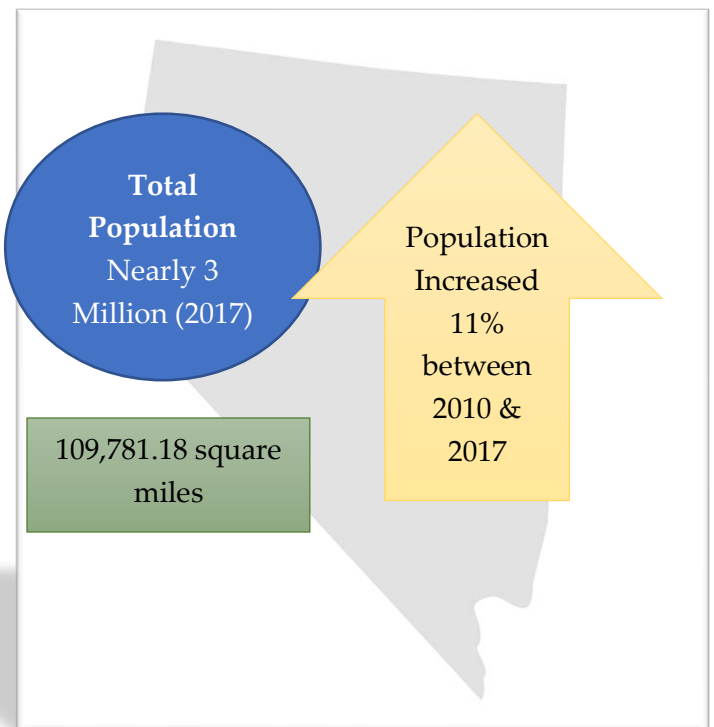 Total
Population
Nearly 3
Million (2017)
Population
Increased
11%
between
2010 &
2017
109,781.18 square
miles